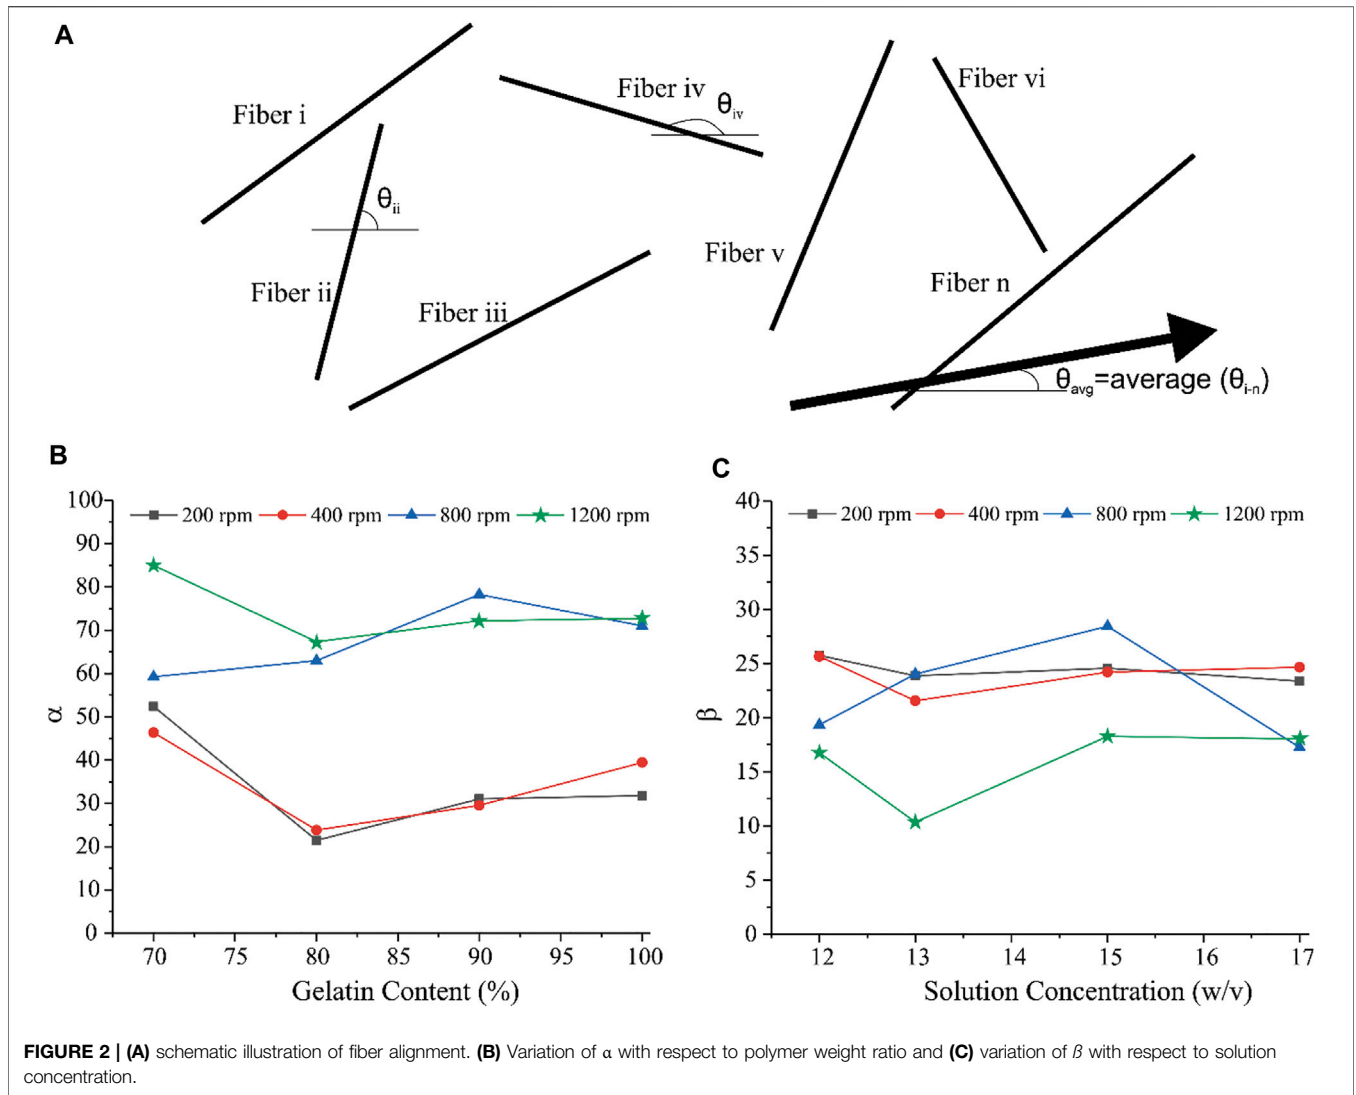 A
Fiber i
Fiber iv
θiv
Fiber vi
θii
Fiber v
Fiber ii
Fiber iii
Fiber n
θavg=average (θi-n)
B
100
90
80
70
60
50
40
30
20
10
0
α
200 rpm 400 rpm 800 rpm 1200 rpm
70 75 80 85 90 95 100
Gelatin Content (%)
C
40
35
30
25
20
15
10
5
0
β
200 rpm 400 rpm 800 rpm 1200 rpm
12 13 14 15 16 17
Solution Concentration (w/v)
FIGURE 2 | (A) schematic illustration of fiber alignment. (B) Variation of α with respect to polymer weight ratio and (C) variation of β with respect to solution
concentration.